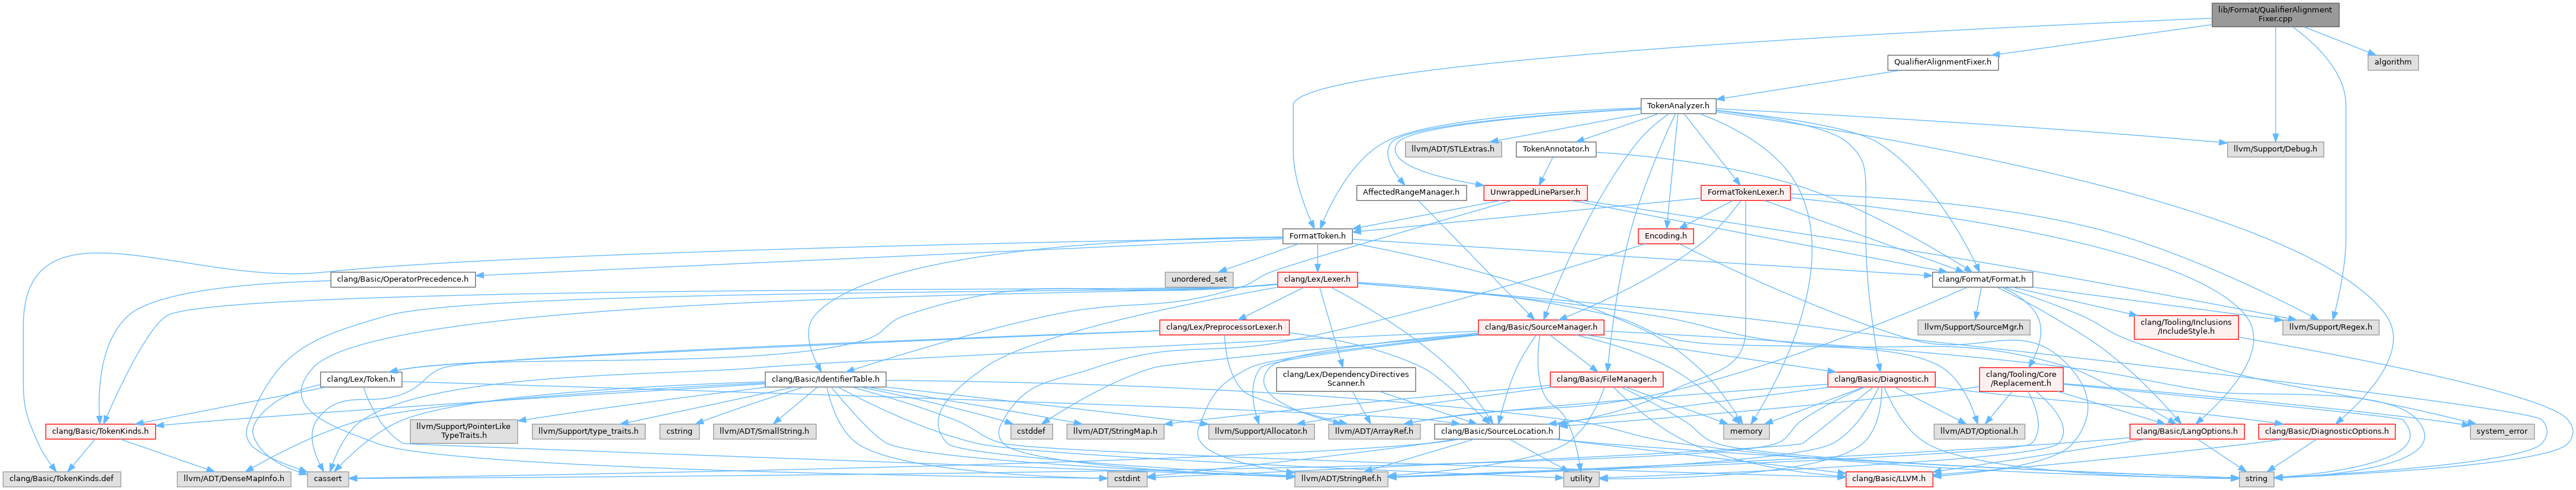 lib/Format/QualifierAlignment
Fixer.cpp
QualifierAlignmentFixer.h
algorithm
TokenAnalyzer.h
llvm/ADT/STLExtras.h
TokenAnnotator.h
llvm/Support/Debug.h
AffectedRangeManager.h
UnwrappedLineParser.h
FormatTokenLexer.h
FormatToken.h
Encoding.h
clang/Basic/OperatorPrecedence.h
unordered_set
clang/Lex/Lexer.h
clang/Format/Format.h
clang/Lex/PreprocessorLexer.h
clang/Basic/SourceManager.h
llvm/Support/SourceMgr.h
clang/Tooling/Inclusions
/IncludeStyle.h
llvm/Support/Regex.h
clang/Lex/Token.h
clang/Basic/IdentifierTable.h
clang/Lex/DependencyDirectives
Scanner.h
clang/Basic/FileManager.h
clang/Basic/Diagnostic.h
clang/Tooling/Core
/Replacement.h
clang/Basic/TokenKinds.h
llvm/Support/PointerLike
TypeTraits.h
llvm/Support/type_traits.h
cstring
llvm/ADT/SmallString.h
cstddef
llvm/ADT/StringMap.h
llvm/Support/Allocator.h
llvm/ADT/ArrayRef.h
clang/Basic/SourceLocation.h
memory
llvm/ADT/Optional.h
clang/Basic/LangOptions.h
clang/Basic/DiagnosticOptions.h
system_error
clang/Basic/TokenKinds.def
llvm/ADT/DenseMapInfo.h
cassert
cstdint
llvm/ADT/StringRef.h
utility
clang/Basic/LLVM.h
string